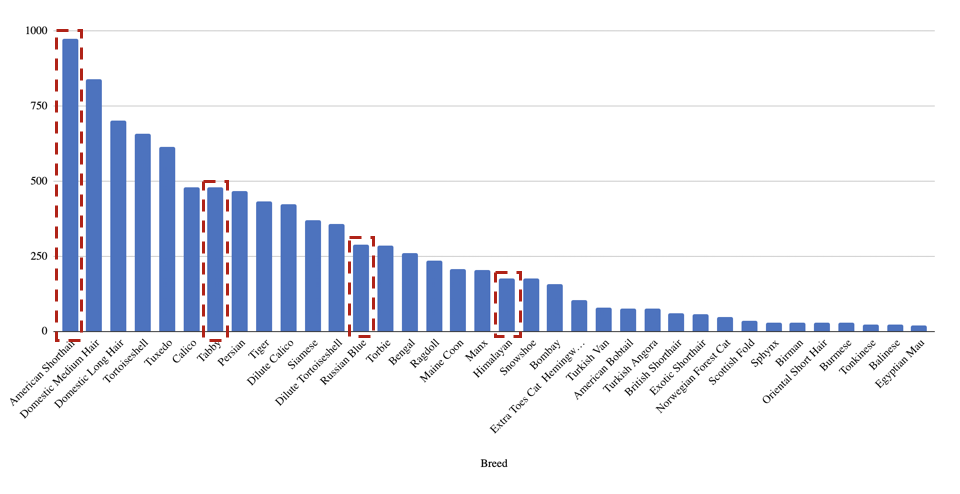 1000
750
500
250
0
American Shorthair
Domestic Medium Hair
Domestic Long Hair
Tortoiseshell
Tuxedo
Calico
Tabby
Persian
Tiger
Dilute Calico
Siamese
Dilute Tortoiseshell
Russian Blue
Torbie
Bengal
Ragdoll
Maine Coon
Manx
Himalayan
Snowshoe
Bombay
Extra Toes Cat Hemingw…
Turkish Van
American Bobtail
Turkish Angora
British Shorthair
Exotic Shorthair
Norwegian Forest Cat
Scottish Fold
Sphynx
Birman
Oriental Short Hair
Burmese
Tonkinese
Balinese
Egyptian Mau
Breed